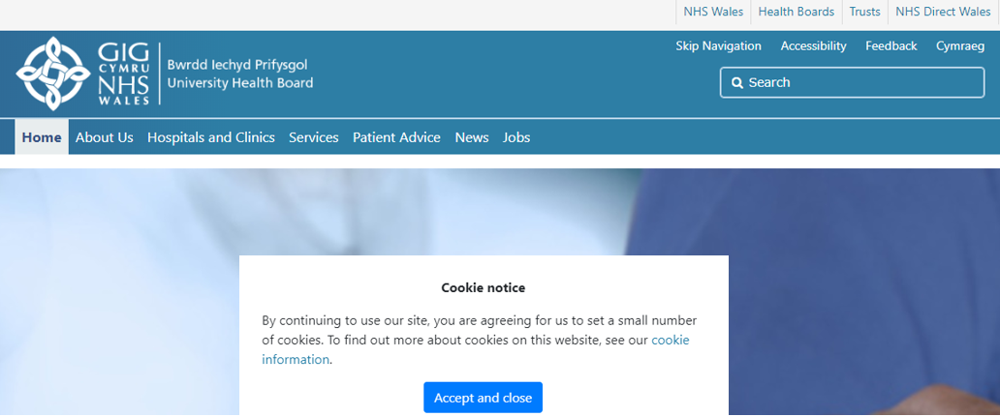 NHS Wales Health Boards Trusts NHS Direct Wales
Skip Navigation Accessibility Feedback Cymraeg
GIG
CYMRU
NHS
WALES
Bwrdd Iechyd Prifysgol
University Health Board
Search
Home About Us Hospitals and Clinics Services Patient Advice News Jobs
Cookie notice
By continuing to use our site, you are agreeing for us to set a small number
of cookies. To find out more about cookies on this website, see our cookie
information.
Accept and close